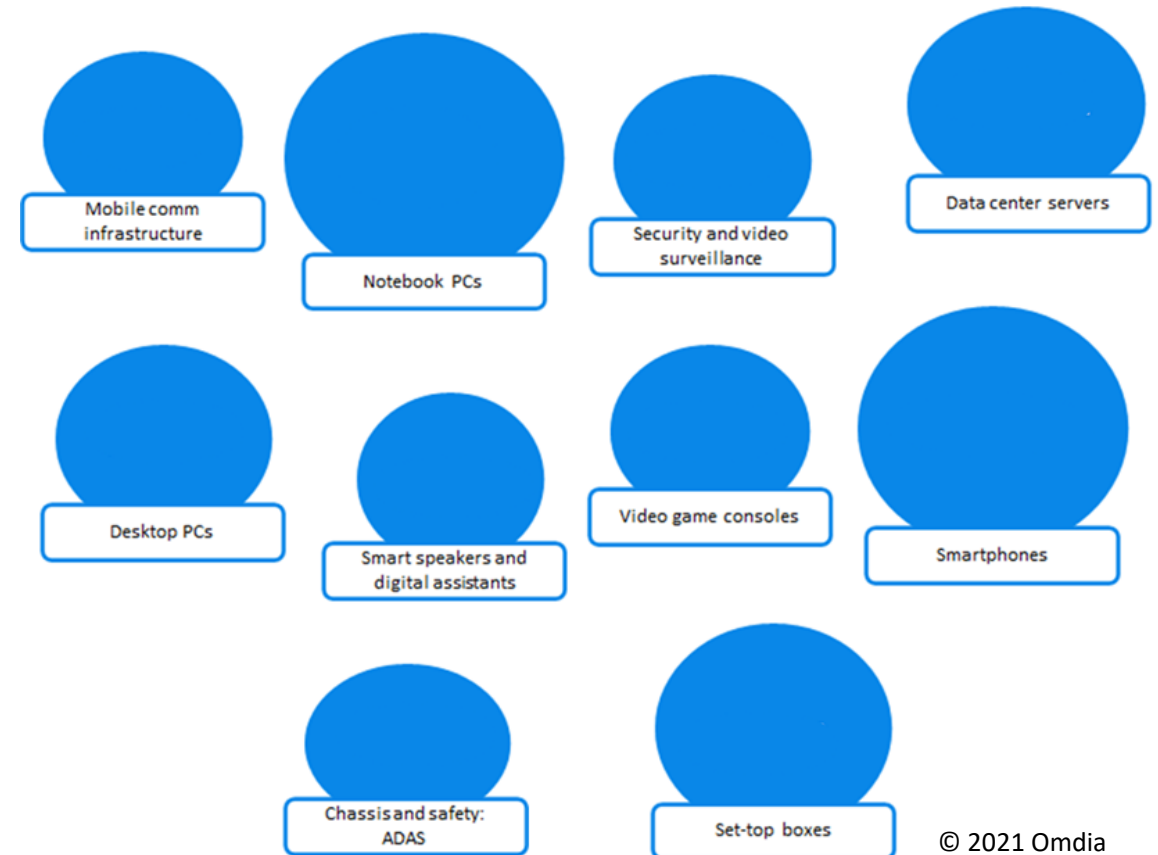 Mobile comm
infrastructure
Notebook PCs
Security and video
surveillance
Data center servers
Desktop PCs
Smart speakers and
digital assistants
Video game consoles
Smartphones
Chassis and safety:
ADAS
Set-top boxes
© 2021 Omdia